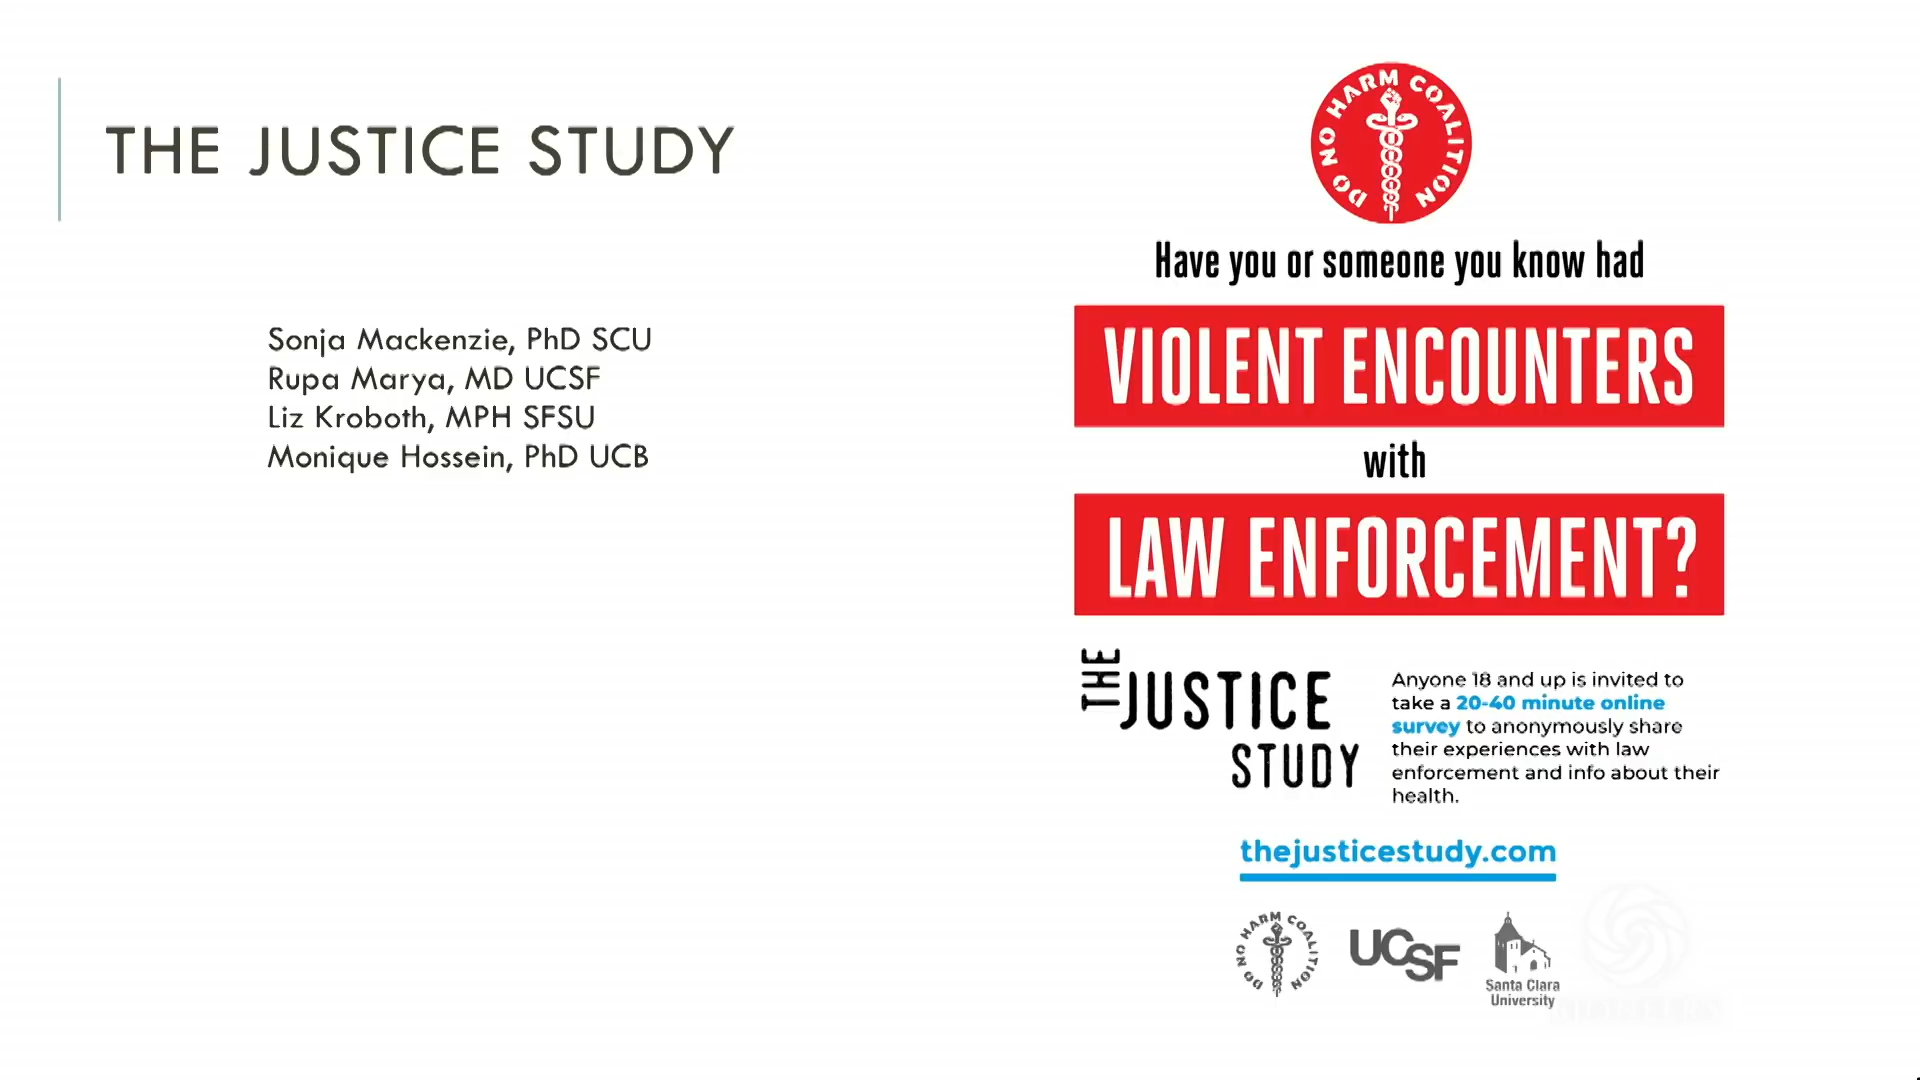 THE JUSTICE STUDY
Sonja Mackenzie, PhD SCU
Rupa Marya, MD UCSF
Liz Kroboth, MPH SFSU
Monique Hossein, PhD UCB
DO NO HARM COALITION
Have you or someone you know had
VIOLENT ENCOUNTERS
with
LAW ENFORCEMENT?
THE
JUSTICE
STUDY
Anyone 18 and up is invited to
take a 20-40 minute online
survey to anonymously share
their experiences with law
enforcement and info about their
health.
thejusticestudy.com
DO NO HARM COALITION
UCSF
Santa Clara
University